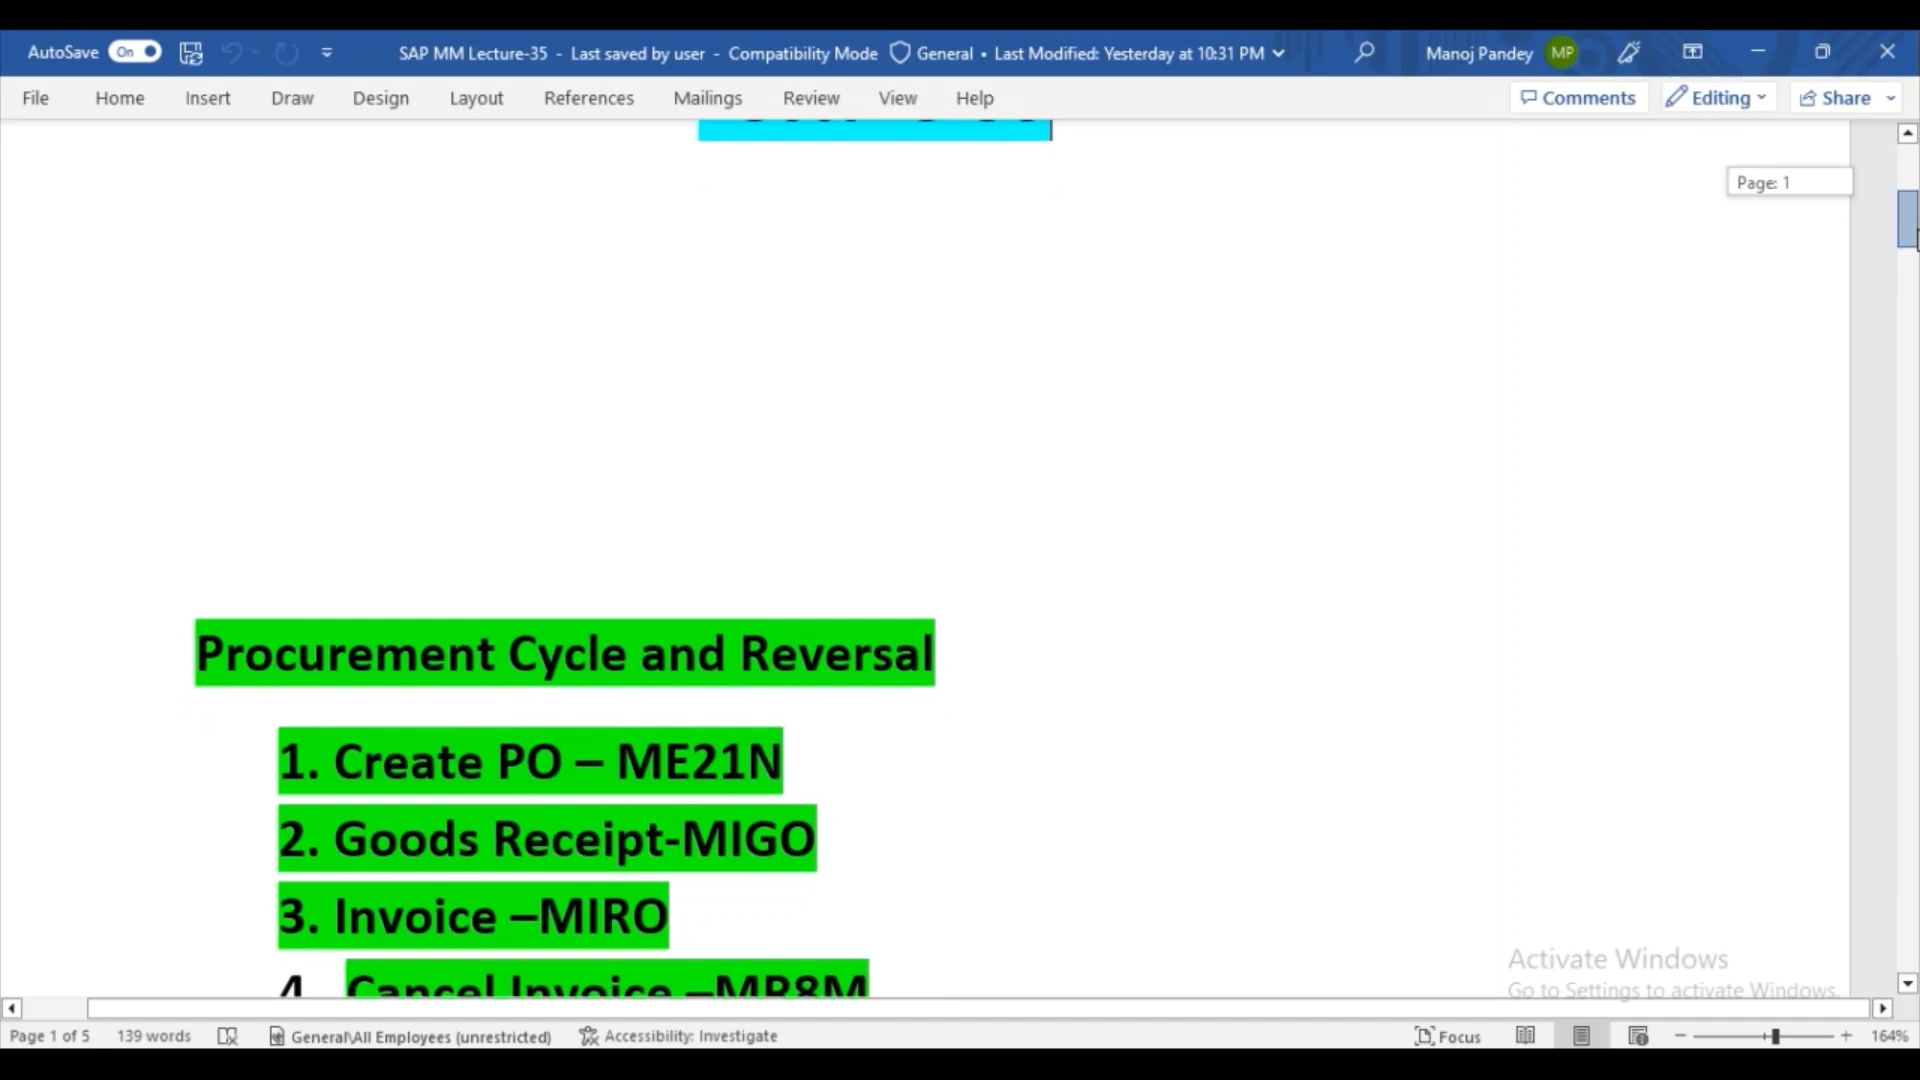 AutoSave On SAP MM Lecture-35 - Last saved by user - Compatibility Mode General • Last Modified: Yesterday at 10:31 PM Manoj Pandey MP
File Home Insert Draw Design Layout References Mailings Review View Help Comments Editing Share
Page: 1
Procurement Cycle and Reversal
1. Create PO – ME21N
2. Goods Receipt-MIGO
3. Invoice –MIRO
4. Cancel Invoice –MR8M
Activate Windows
Go to Settings to activate Windows.
Page 1 of 5 139 words General\All Employees (unrestricted) Accessibility: Investigate Focus 164%